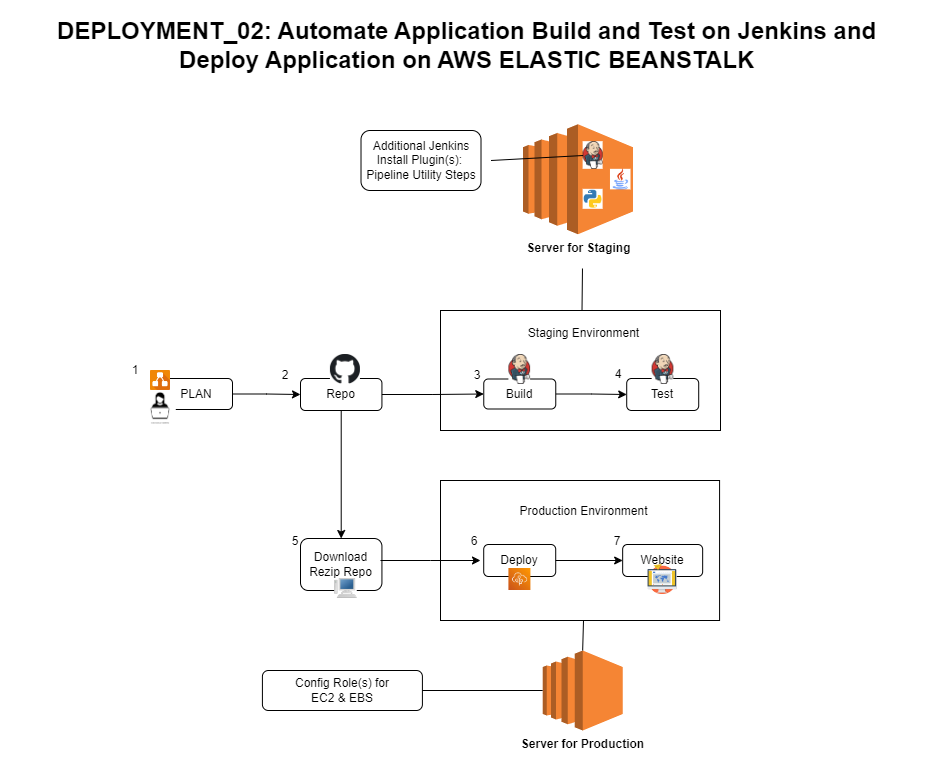 DEPLOYMENT_02: Automate Application Build and Test on Jenkins and
Deploy Application on AWS ELASTIC BEANSTALK
Additional Jenkins
Install Plugin(s):
Pipeline Utility Steps
Server for Staging
Staging Environment
1
PLAN
2
Repo
3
Build
4
Test
Production Environment
5
Download
Rezip Repo
6
Deploy
7
Website
Config Role(s) for
EC2 & EBS
Server for Production